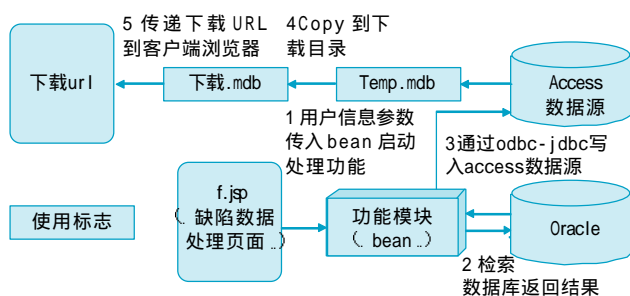 5 传递下载 URL
到客户端浏览器
4Copy 到下
载目录
下载url
下载.mdb
Temp.mdb
Access
数据源
1 用户信息参数
传入 bean 启动
处理功能
3通过odbc-jdbc写
入access数据源
f.jsp
(.. 缺陷数据
处理页面 ..)
使用标志
功能模块
(.. bean ..)
Oracle
2 检索
数据库返回结果